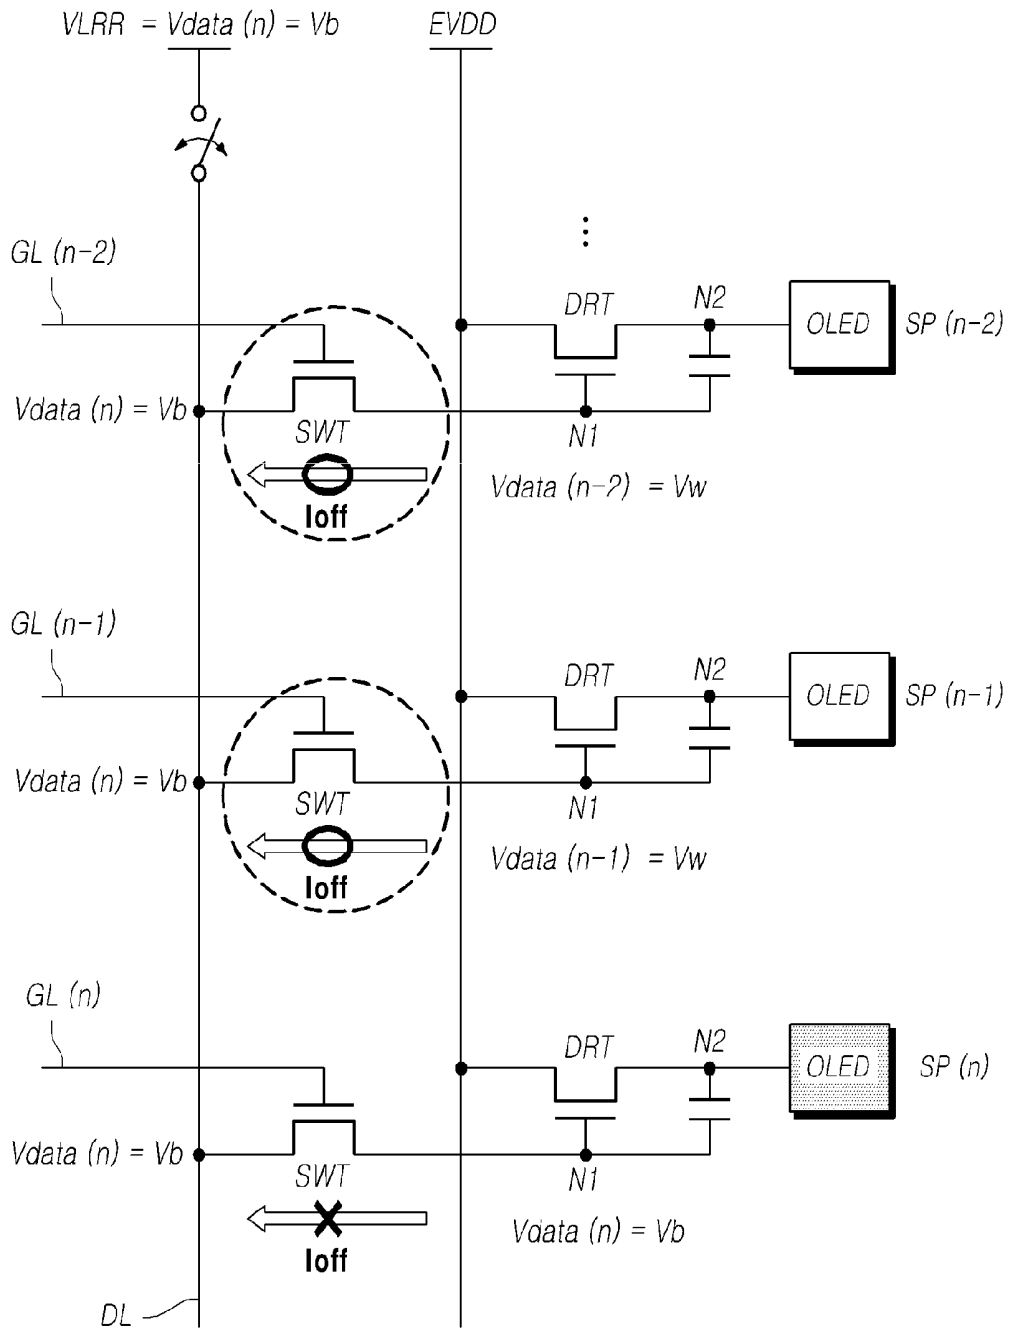 VLRR = Vdata (n) = Vb EVDD
GL (n-2)
DRT N2
OLED SP (n-2)
Vdata (n) = Vb
SWT N1
Vdata (n-2) = Vw
Ioff
GL (n-1)
DRT N2
OLED SP (n-1)
Vdata (n) = Vb
SWT N1
Vdata (n-1) = Vw
Ioff
GL (n)
DRT N2
OLED SP (n)
Vdata (n) = Vb
SWT N1
Vdata (n) = Vb
Ioff
DL